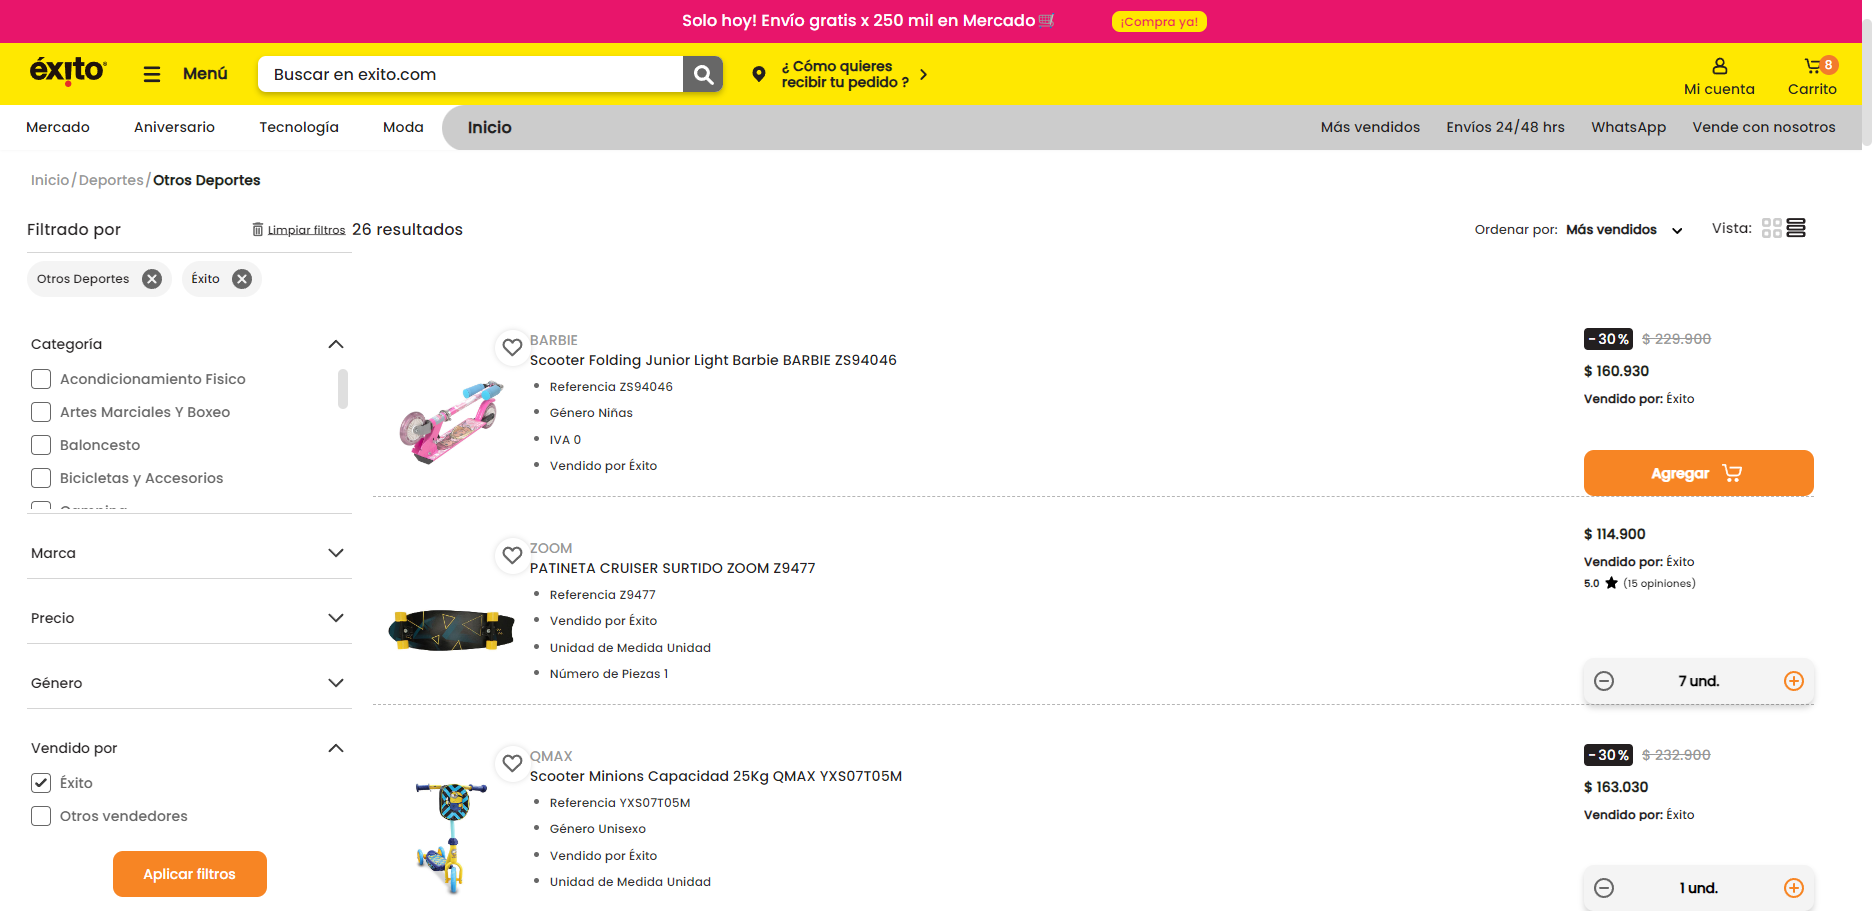 Solo hoy! Envío gratis x 250 mil en Mercado
¡Compra ya!
éxito
Menú
Buscar en exito.com
¿ Cómo quieres
recibir tu pedido ?
Mi cuenta
8
Carrito
Mercado
Aniversario
Tecnología
Moda
Inicio
Más vendidos
Envíos 24/48 hrs
WhatsApp
Vende con nosotros
Inicio/Deportes/Otros Deportes
Filtrado por
Limpiar filtros
26 resultados
Ordenar por: Más vendidos
Vista:
Otros Deportes
Éxito
Categoría
Acondicionamiento Fisico
Artes Marciales Y Boxeo
Baloncesto
Bicicletas y Accesorios
Marca
Precio
Género
Vendido por
Éxito
Otros vendedores
Aplicar filtros
BARBIE
Scooter Folding Junior Light Barbie BARBIE ZS94046
Referencia ZS94046
Género Niñas
IVA 0
Vendido por Éxito
-30% $ 229.900
$ 160.930
Vendido por: Éxito
Agregar
ZOOM
PATINETA CRUISER SURTIDO ZOOM Z9477
Referencia Z9477
Vendido por Éxito
Unidad de Medida Unidad
Número de Piezas 1
$ 114.900
Vendido por: Éxito
5.0 (15 opiniones)
7 und.
QMAX
Scooter Minions Capacidad 25Kg QMAX YXS07T05M
Referencia YXS07T05M
Género Unisexo
Vendido por Éxito
Unidad de Medida Unidad
-30% $ 232.900
$ 163.030
Vendido por: Éxito
1 und.